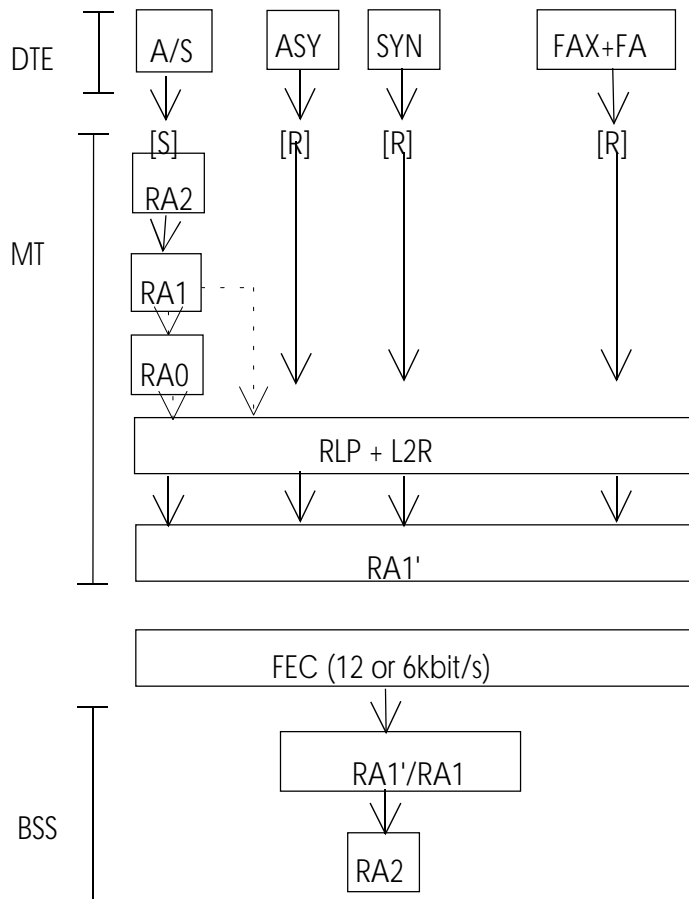 DTE A/S ASY SYN FAX+FA
[S] [R] [R] [R]
RA2
MT
RA1
RA0
RLP + L2R
RA1'
FEC (12 or 6kbit/s)
RA1'/RA1
BSS
RA2